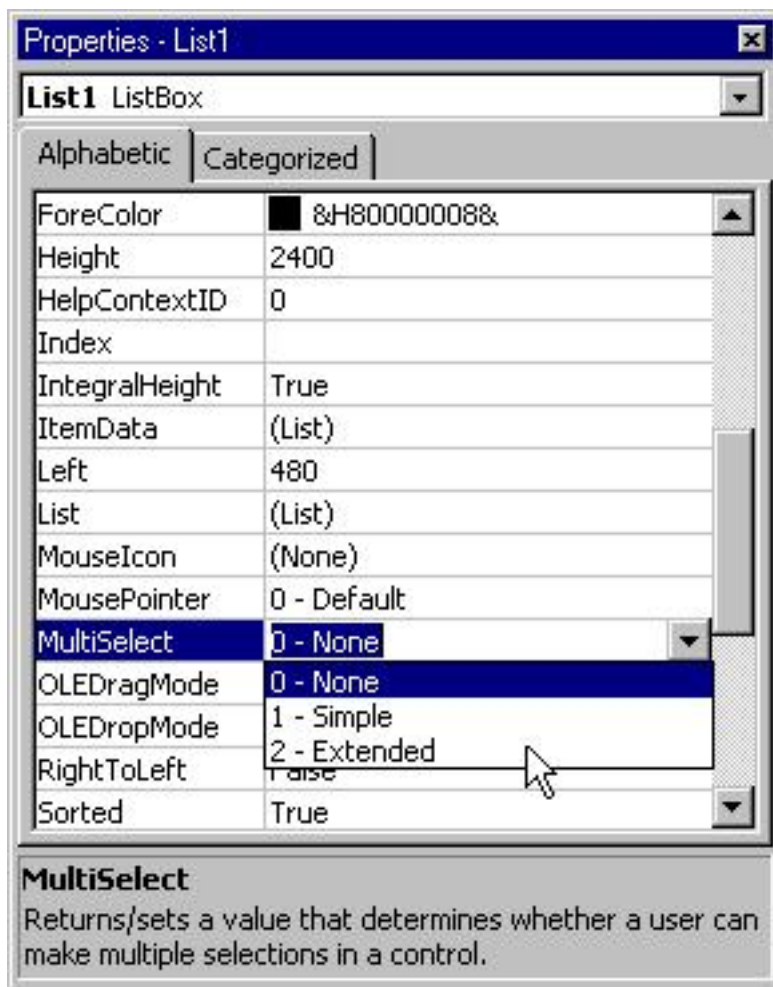 Properties - List1
List1 ListBox
Alphabetic Categorized
ForeColor &H80000008&
Height 2400
HelpContextID 0
Index
IntegralHeight True
ItemData (List)
Left 480
List (List)
MouseIcon (None)
MousePointer 0 - Default
MultiSelect 0 - None
OLEDragMode 0 - None
OLEDropMode 1 - Simple
2 - Extended
RightToLeft False
Sorted True
MultiSelect
Returns/sets a value that determines whether a user can
make multiple selections in a control.